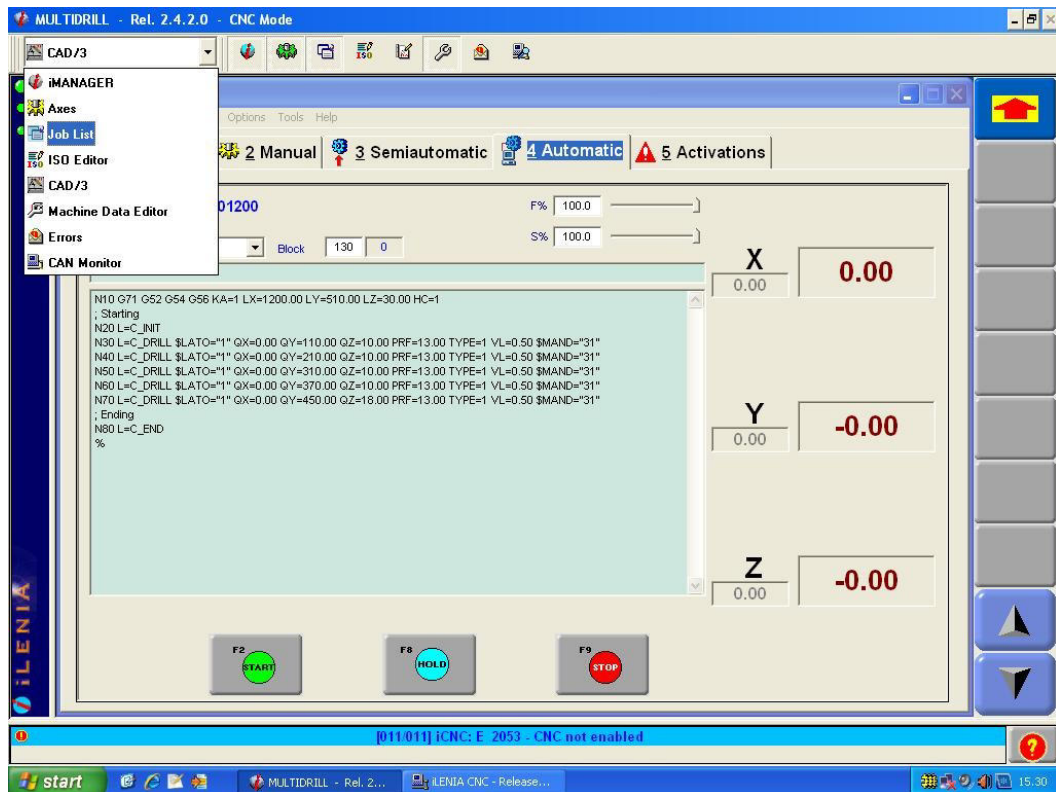 MULTIDRILL - Rel. 2.4.2.0 - CNC Mode
CAD/3
ISO
iMANAGER
Axes
Job List
ISO Editor
CAD/3
Machine Data Editor
Errors
CAN Monitor
Options Tools Help
2 Manual
3 Semiautomatic
4 Automatic
5 Activations
01200
F% 100.0
S% 100.0
Block 130 0
N10 G71 G52 G54 G56 KA=1 LX=1200.00 LY=510.00 LZ=30.00 HC=1
; Starting
N20 L=C_INIT
N30 L=C_DRILL $LATO="1" QX=0.00 QY=110.00 QZ=10.00 PRF=13.00 TYPE=1 VL=0.50 $MAND="31"
N40 L=C_DRILL $LATO="1" QX=0.00 QY=210.00 QZ=10.00 PRF=13.00 TYPE=1 VL=0.50 $MAND="31"
N50 L=C_DRILL $LATO="1" QX=0.00 QY=310.00 QZ=10.00 PRF=13.00 TYPE=1 VL=0.50 $MAND="31"
N60 L=C_DRILL $LATO="1" QX=0.00 QY=370.00 QZ=10.00 PRF=13.00 TYPE=1 VL=0.50 $MAND="31"
N70 L=C_DRILL $LATO="1" QX=0.00 QY=450.00 QZ=18.00 PRF=13.00 TYPE=1 VL=0.50 $MAND="31"
; Ending
N80 L=C_END
%
X
0.00
0.00
Y
0.00
-0.00
Z
0.00
-0.00
F2
START
F8
HOLD
F9
STOP
iLENIA
[011/011] iCNC: E 2053 - CNC not enabled
start
MULTIDRILL - Rel. 2...
iLENIA CNC - Release...
15.30